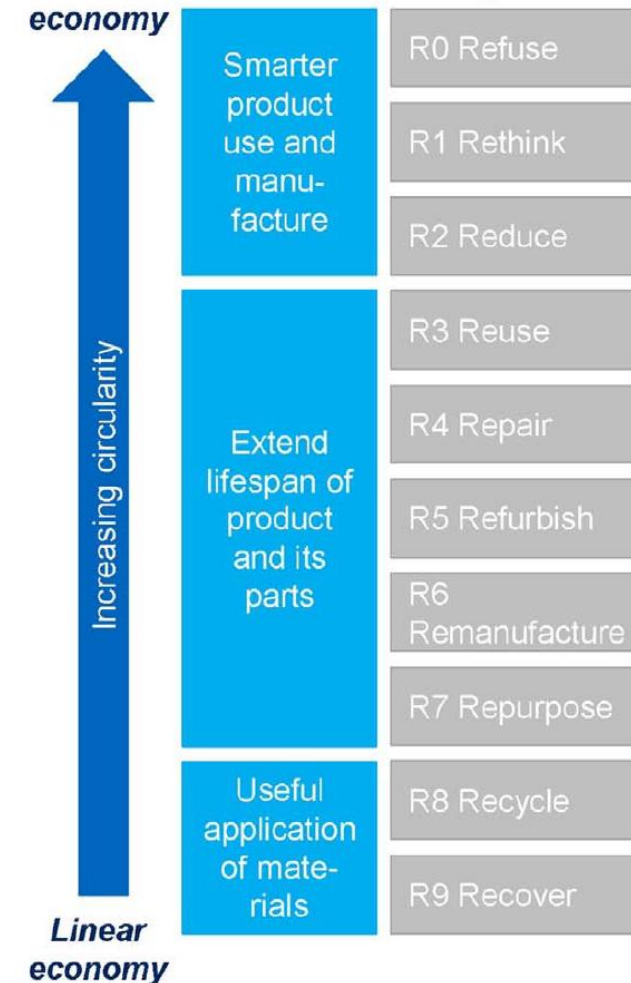 economy
Smarter
product
use and
manu-
facture
R0 Refuse
R1 Rethink
R2 Reduce
Increasing circularity
Extend
lifespan of
product
and its
parts
R3 Reuse
R4 Repair
R5 Refurbish
R6
Remanufacture
R7 Repurpose
Useful
application
of mate-
rials
R8 Recycle
R9 Recover
Linear
economy